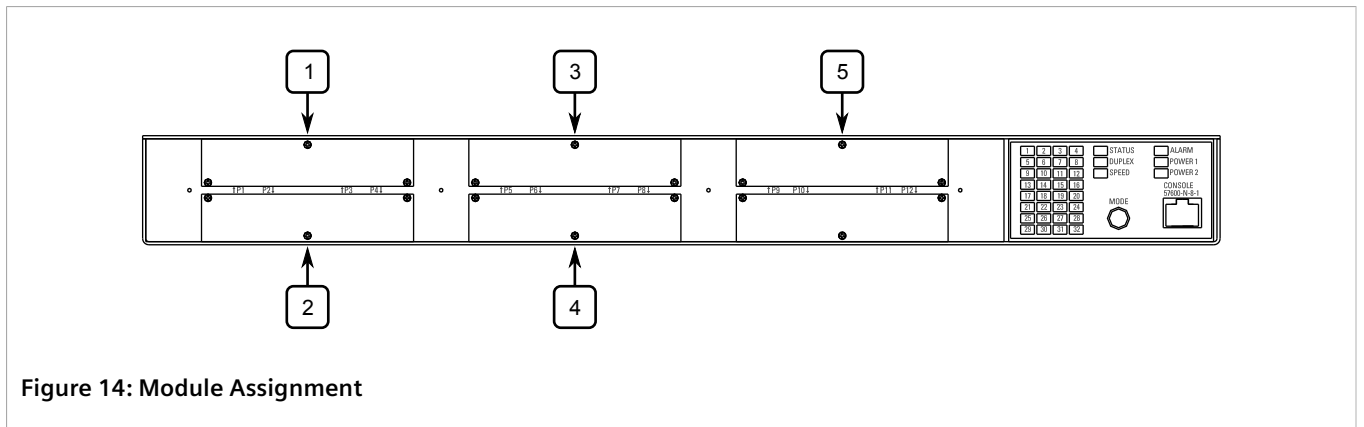 1
3
5
↑P1 P2↓ ↑P3 P4↓
↑P5 P6↓ ↑P7 P8↓
↑P9 P10↓ ↑P11 P12↓
1 2 3 4
5 6 7 8
9 10 11 12
13 14 15 16
17 18 19 20
21 22 23 24
25 26 27 28
29 30 31 32
STATUS
DUPLEX
SPEED
MODE
ALARM
POWER 1
POWER 2
CONSOLE
57600-N-8-1
2
4
Figure 14: Module Assignment